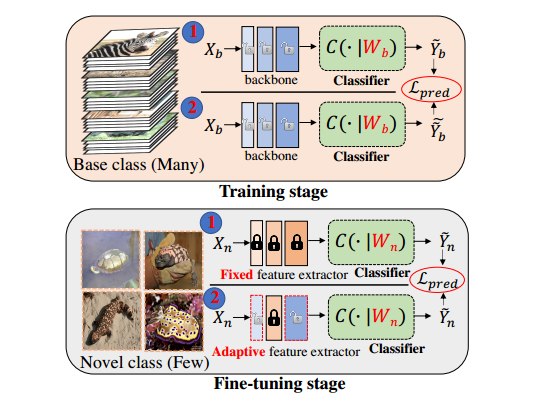 1
X_b
backbone
C(· |W_b)
Classifier
Ỹ_b
L_pred
2
X_b
backbone
C(· |W_b)
Classifier
Ỹ̃_b
Base class (Many)
Training stage
1
X_n
Fixed feature extractor
C(· |W_n)
Classifier
Ỹ_n
L_pred
2
X_n
Adaptive feature extractor
C(· |W_n)
Classifier
Ỹ_n
Novel class (Few)
Fine-tuning stage